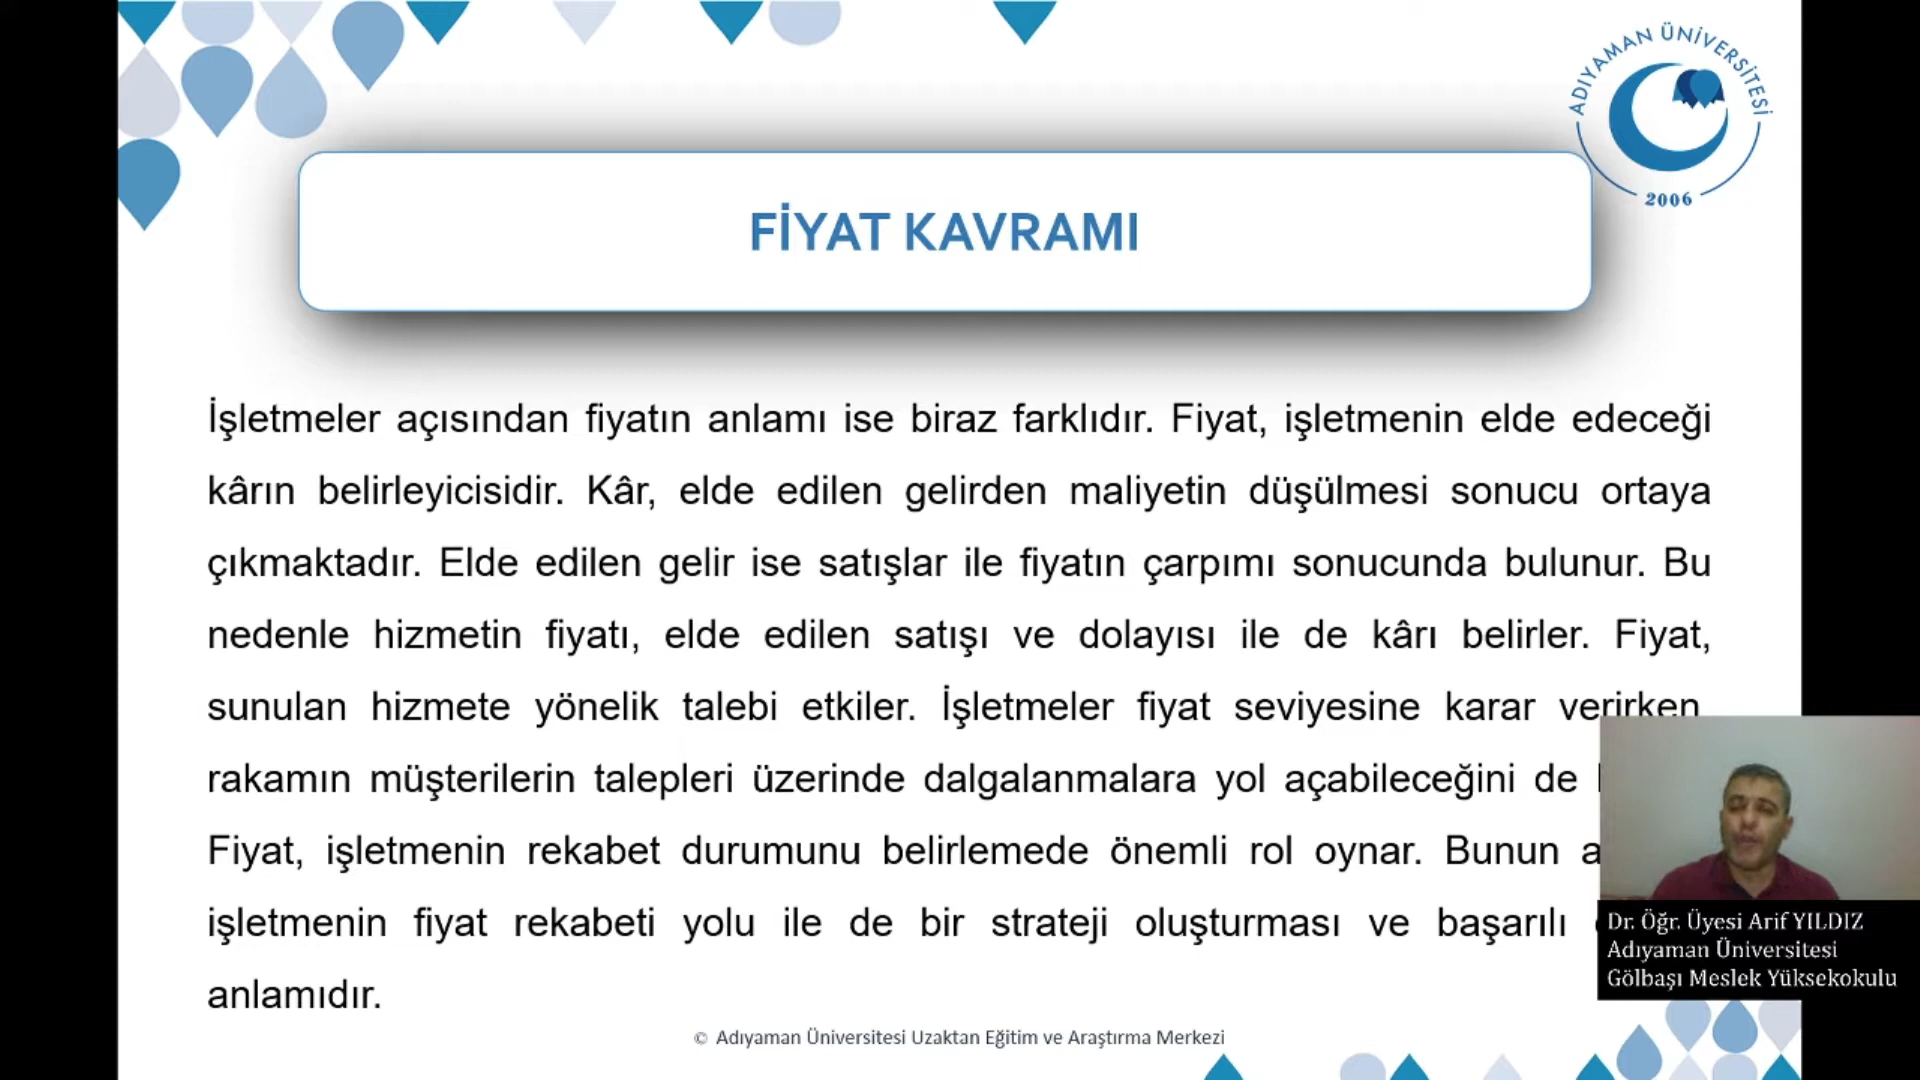 ADIYAMAN ÜNİVERSİTESİ
2006
FİYAT KAVRAMI
İşletmeler açısından fiyatın anlamı ise biraz farklıdır. Fiyat, işletmenin elde edeceği
kârın belirleyicisidir. Kâr, elde edilen gelirden maliyetin düşülmesi sonucu ortaya
çıkmaktadır. Elde edilen gelir ise satışlar ile fiyatın çarpımı sonucunda bulunur. Bu
nedenle hizmetin fiyatı, elde edilen satışı ve dolayısı ile de kârı belirler. Fiyat,
sunulan hizmete yönelik talebi etkiler. İşletmeler fiyat seviyesine karar verirken
rakamın müşterilerin talepleri üzerinde dalgalanmalara yol açabileceğini de
Fiyat, işletmenin rekabet durumunu belirlemede önemli rol oynar. Bunun
işletmenin fiyat rekabeti yolu ile de bir strateji oluşturması ve başarılı
anlamıdır.
Dr. Öğr. Üyesi Arif YILDIZ
Adıyaman Üniversitesi
Gölbaşı Meslek Yüksekokulu
© Adıyaman Üniversitesi Uzaktan Eğitim ve Araştırma Merkezi